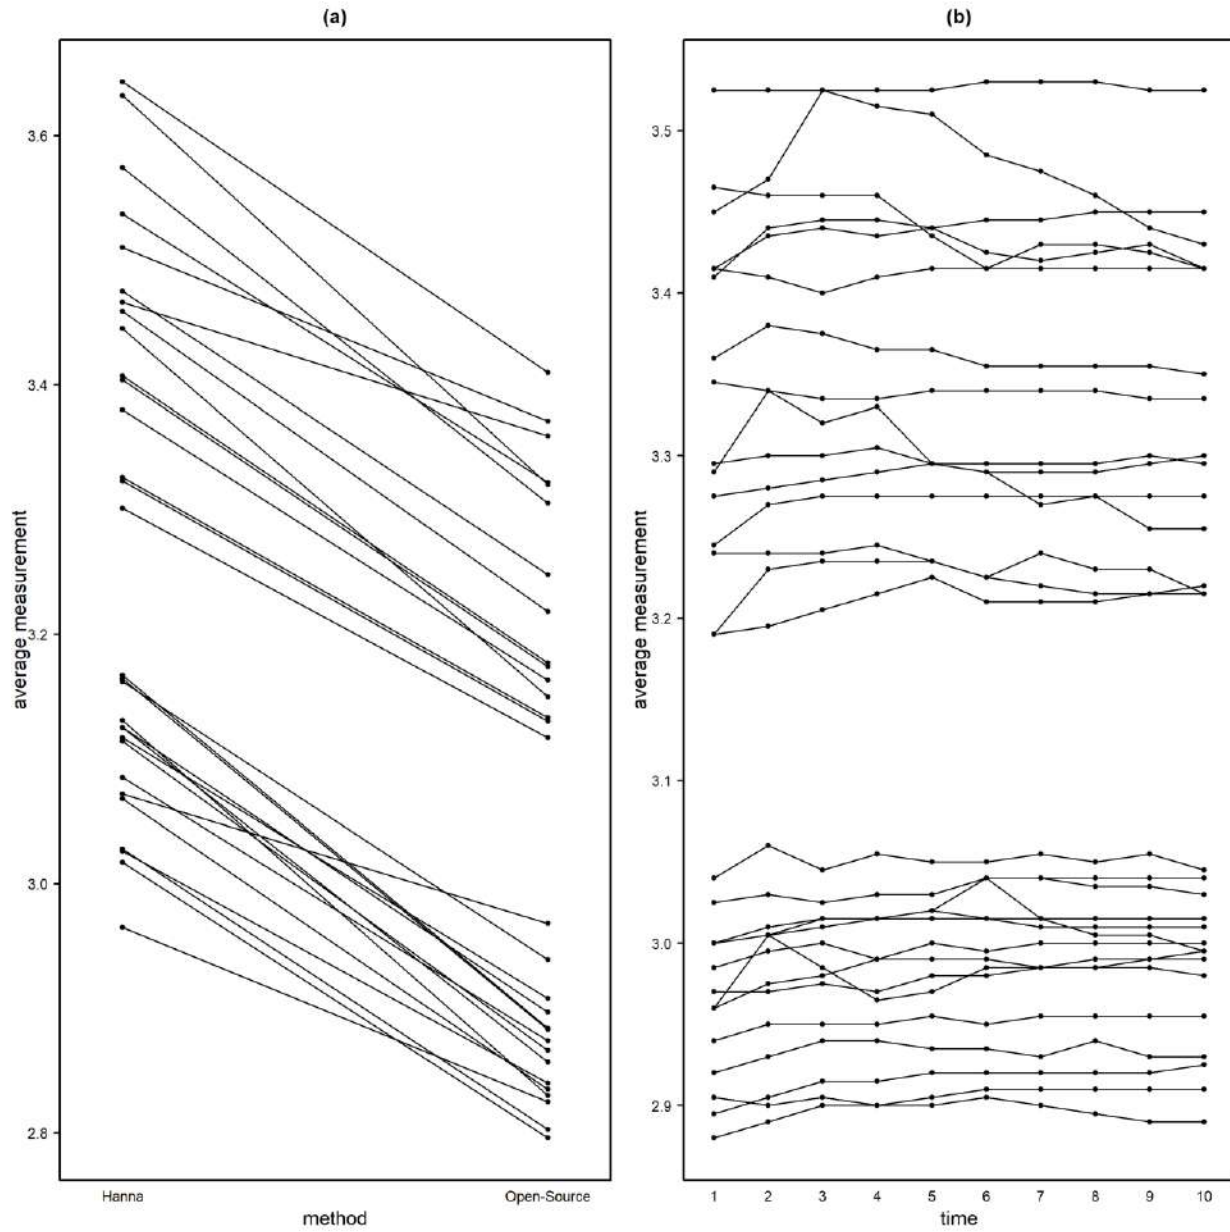 (a)
average measurement
3.6
3.4
3.2
3.0
2.8
Hanna Open-Source
method
(b)
average measurement
3.5
3.4
3.3
3.2
3.1
3.0
2.9
1 2 3 4 5 6 7 8 9 10
time